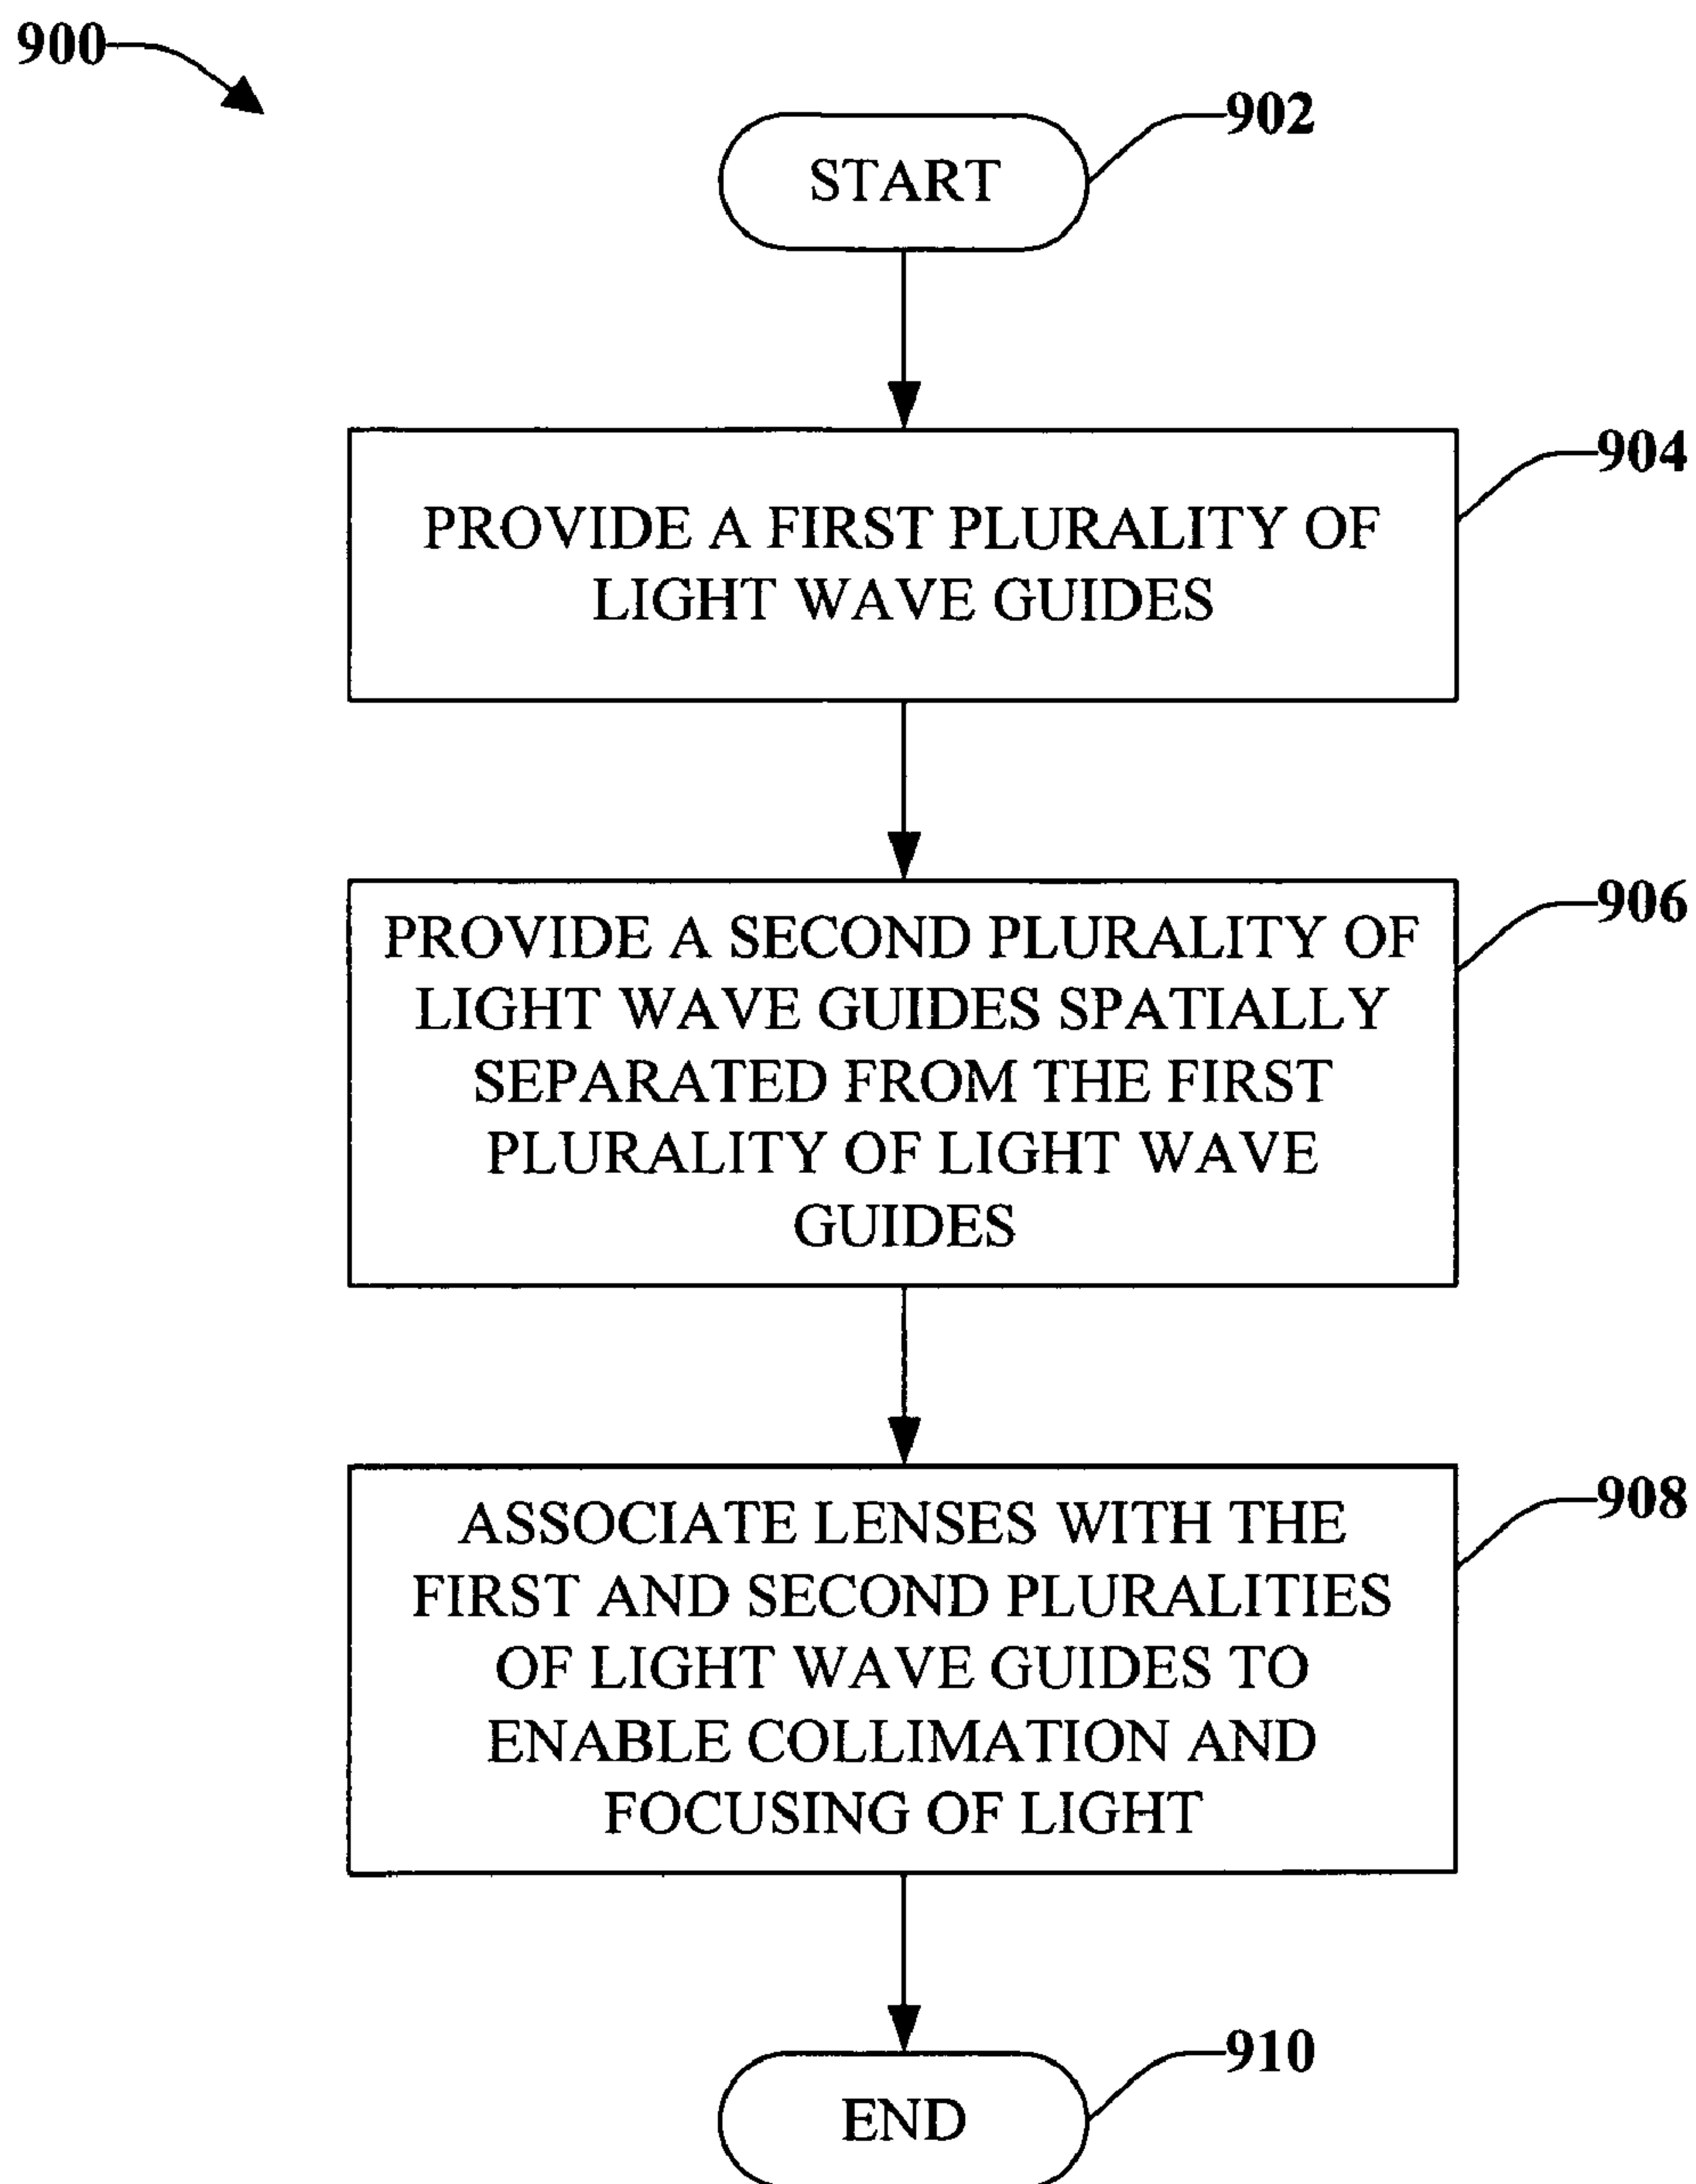 900
902
START
904
PROVIDE A FIRST PLURALITY OF
LIGHT WAVE GUIDES
906
PROVIDE A SECOND PLURALITY OF
LIGHT WAVE GUIDES SPATIALLY
SEPARATED FROM THE FIRST
PLURALITY OF LIGHT WAVE
GUIDES
908
ASSOCIATE LENSES WITH THE
FIRST AND SECOND PLURALITIES
OF LIGHT WAVE GUIDES TO
ENABLE COLLIMATION AND
FOCUSING OF LIGHT
910
END